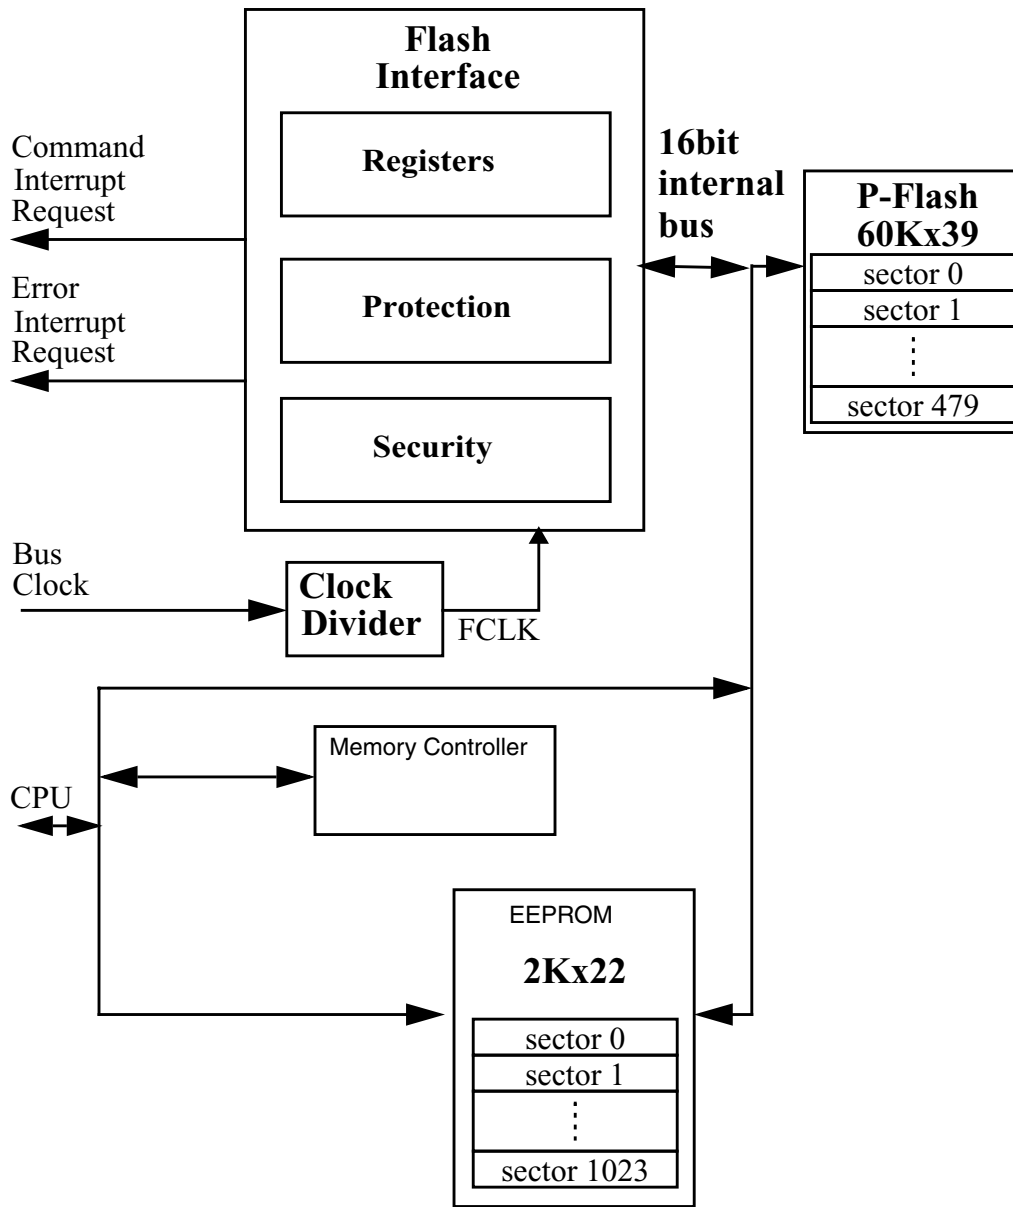 Flash
Interface
Registers
Protection
Security
Command
Interrupt
Request
Error
Interrupt
Request
16bit
internal
bus
P-Flash
60Kx39
sector 0
sector 1
sector 479
Bus
Clock
Clock
Divider
FCLK
Memory Controller
CPU
EEPROM
2Kx22
sector 0
sector 1
sector 1023